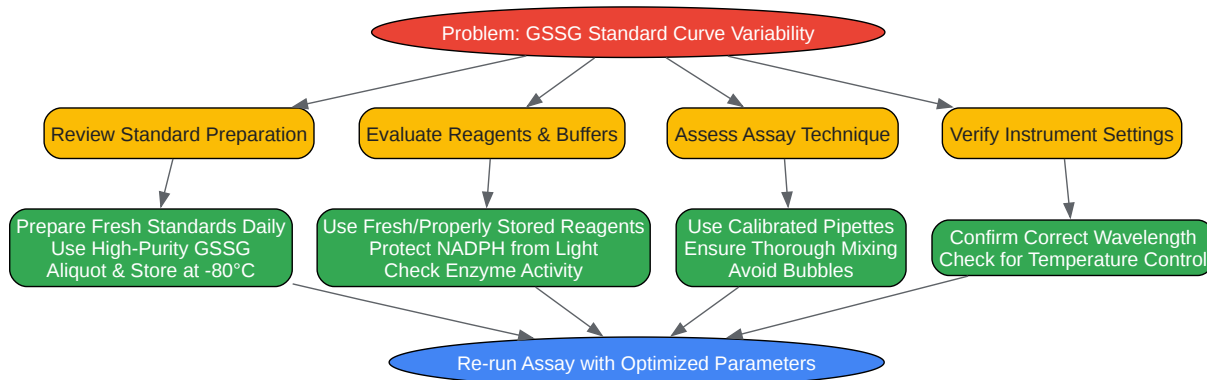 Problem: GSSG Standard Curve Variability
Review Standard Preparation
Evaluate Reagents & Buffers
Assess Assay Technique
Verify Instrument Settings
Prepare Fresh Standards Daily
Use High-Purity GSSG
Aliquot & Store at -80°C
Use Fresh/Properly Stored Reagents
Protect NADPH from Light
Check Enzyme Activity
Use Calibrated Pipettes
Ensure Thorough Mixing
Avoid Bubbles
Confirm Correct Wavelength
Check for Temperature Control
Re-run Assay with Optimized Parameters